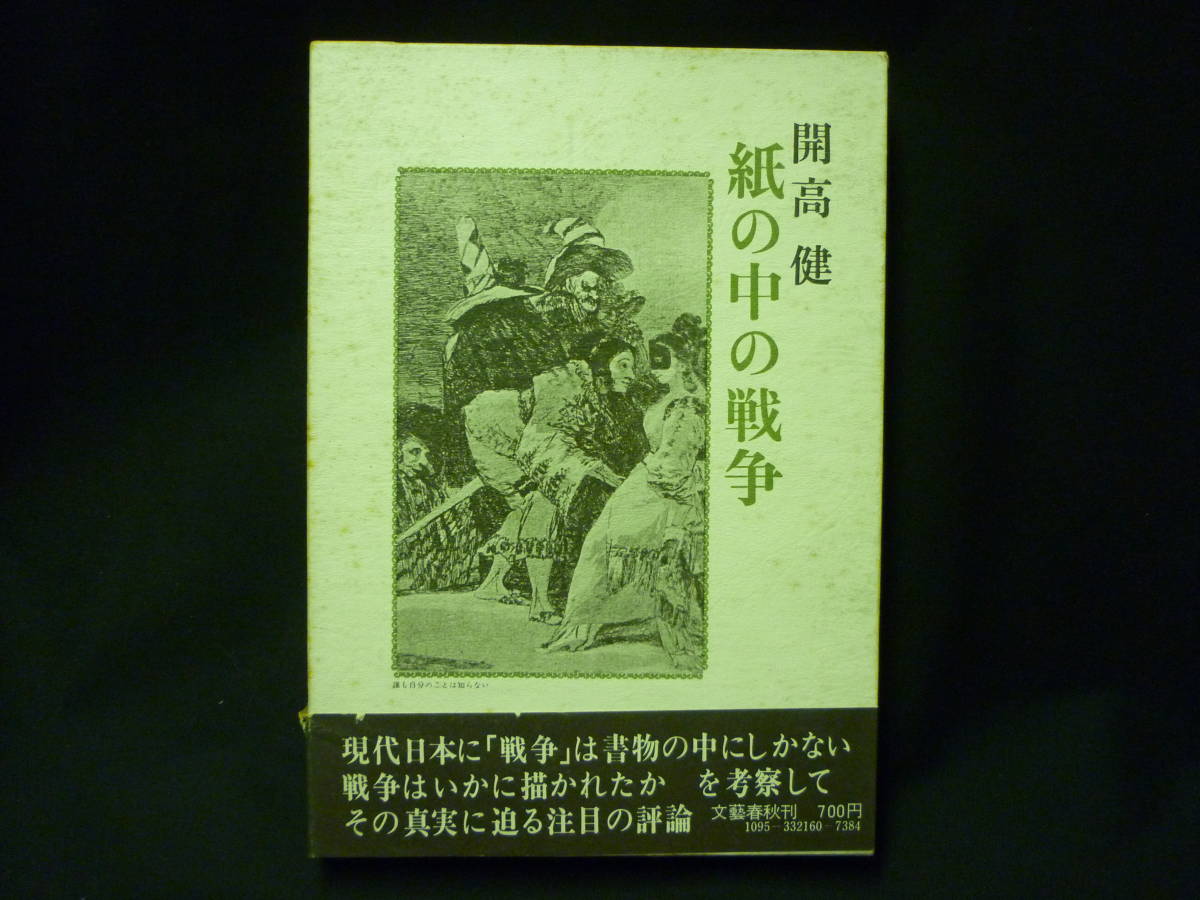 開高 健
紙の中の戦争
誰も自分のことは知らない
現代日本に「戦争」は書物の中にしかない
戦争はいかに描かれたか を考察して
その真実に迫る注目の評論
文藝春秋刊 700円
1095-332160-7384